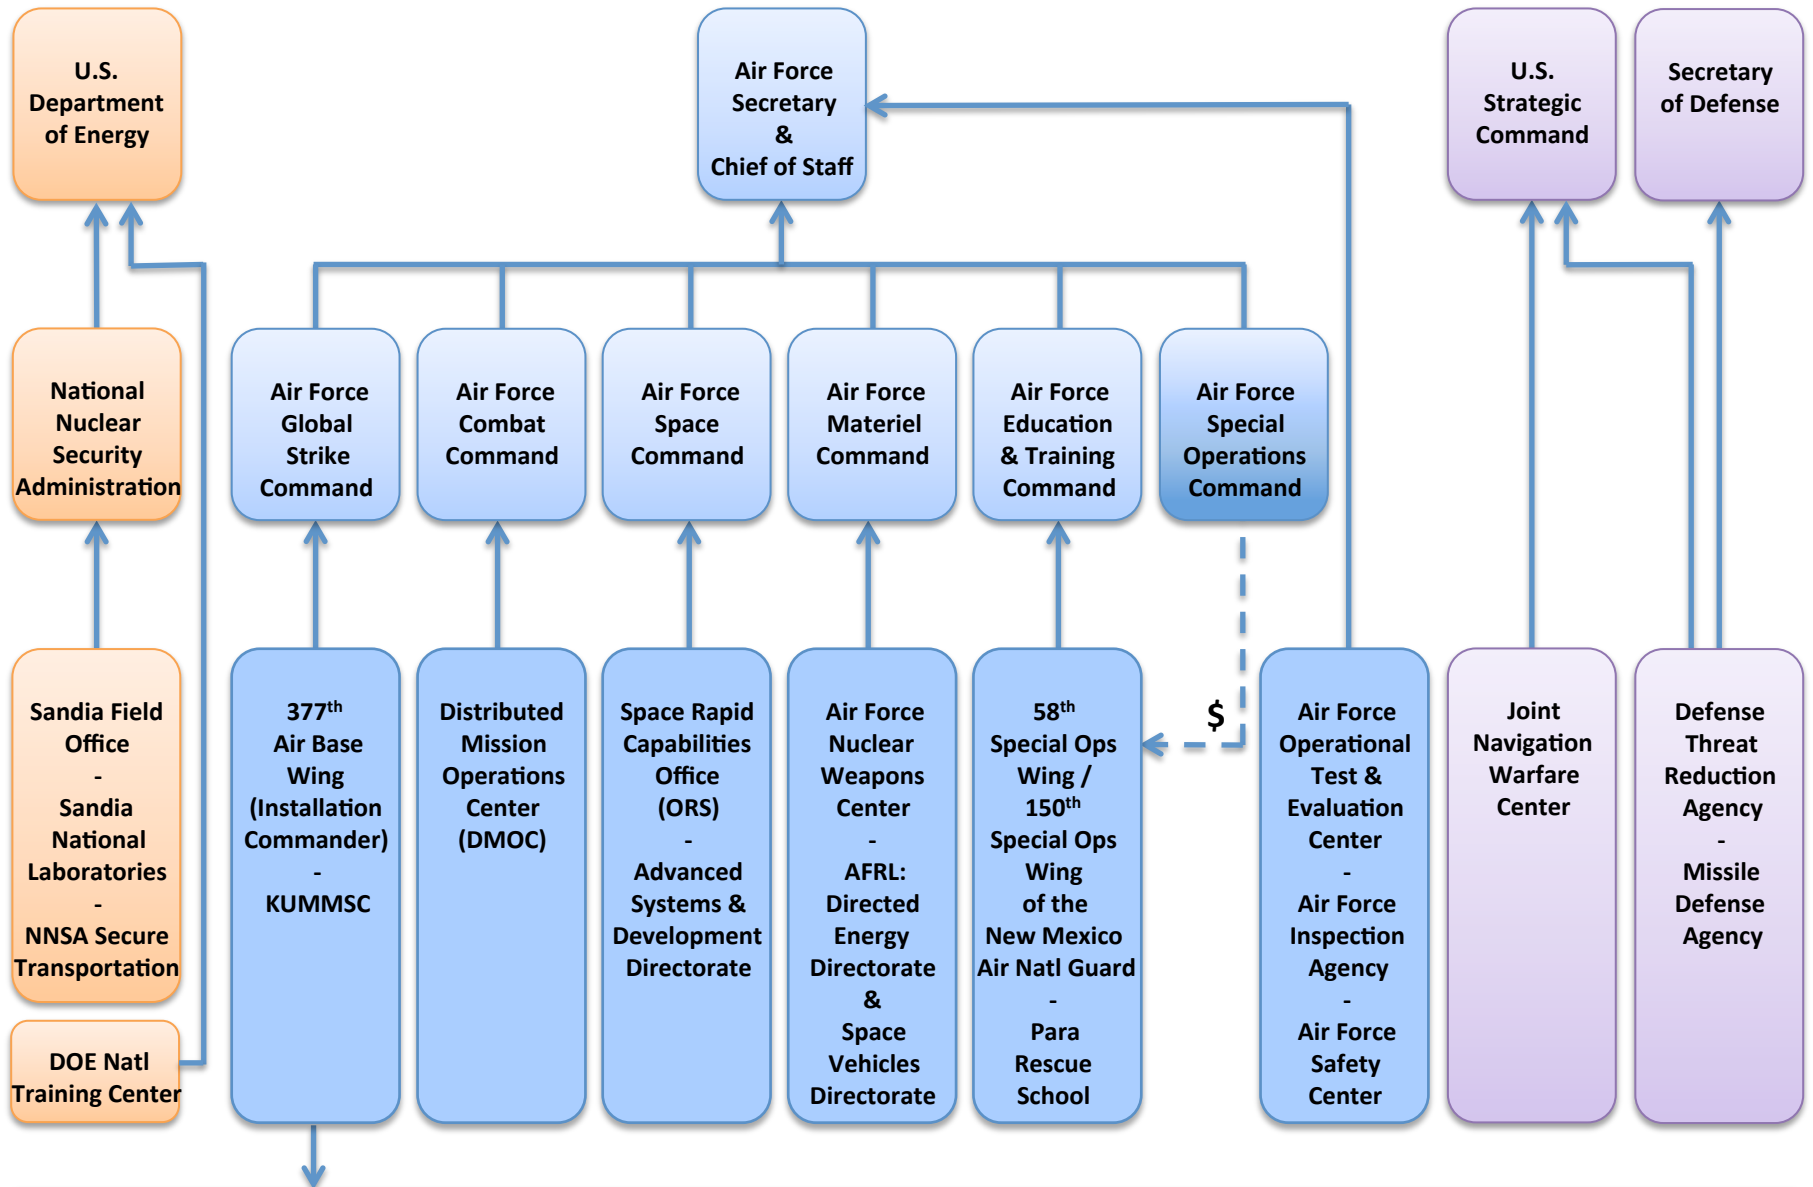 U.S.
Department
of Energy
Air Force
Secretary
&
Chief of Staff
U.S.
Strategic
Command
Secretary
of Defense
National
Nuclear
Security
Administration
Air Force
Global
Strike
Command
Air Force
Combat
Command
Air Force
Space
Command
Air Force
Materiel
Command
Air Force
Education
& Training
Command
Air Force
Special
Operations
Command
Sandia Field
Office
-
Sandia
National
Laboratories
-
NNSA Secure
Transportation
DOE Natl
Training Center
377th
Air Base
Wing
(Installation
Commander)
-
KUMMSC
Distributed
Mission
Operations
Center
(DMOC)
Space Rapid
Capabilities
Office
(ORS)
-
Advanced
Systems &
Development
Directorate
Air Force
Nuclear
Weapons
Center
-
AFRL:
Directed
Energy
Directorate
&
Space
Vehicles
Directorate
58th
Special Ops
Wing /
150th
Special Ops
Wing
of the
New Mexico
Air Natl Guard
-
Para
Rescue
School
$
Air Force
Operational
Test &
Evaluation
Center
-
Air Force
Inspection
Agency
-
Air Force
Safety
Center
Joint
Navigation
Warfare
Center
Defense
Threat
Reduction
Agency
-
Missile
Defense
Agency